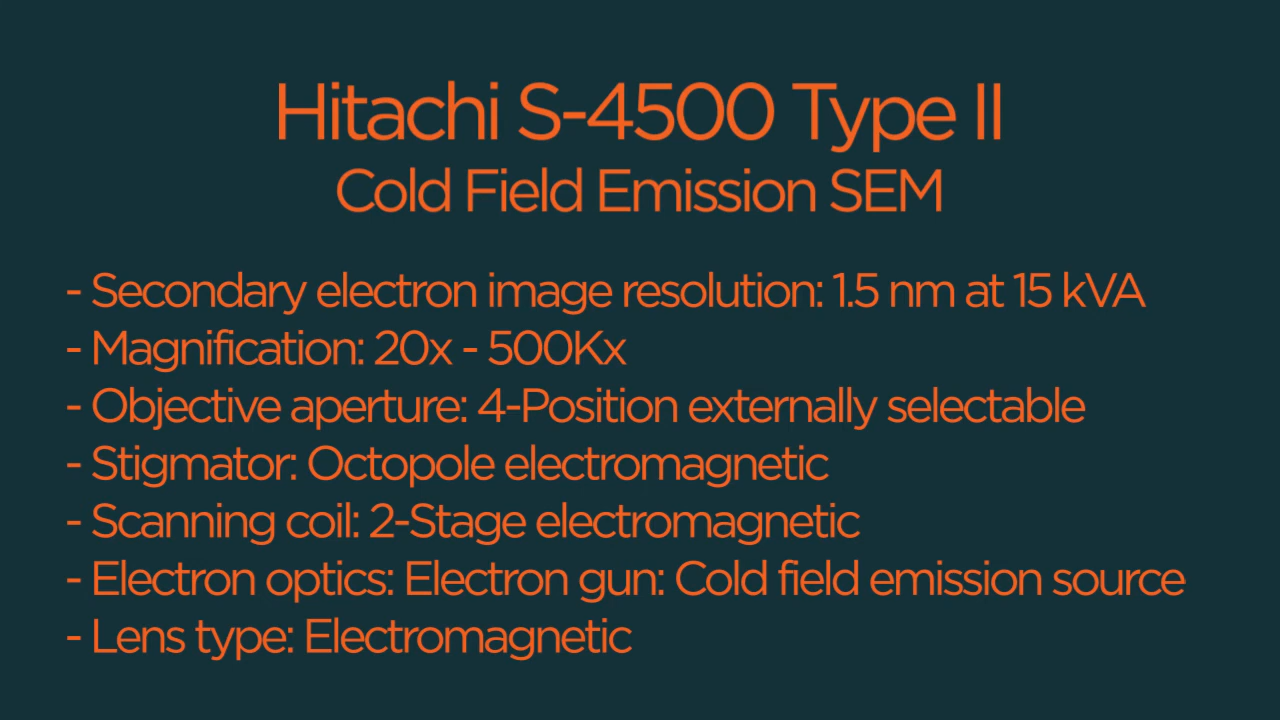 Hitachi S-4500 Type II
Cold Field Emission SEM
- Secondary electron image resolution: 1.5 nm at 15 kVA
- Magnification: 20x - 500Kx
- Objective aperture: 4-Position externally selectable
- Stigmator: Octopole electromagnetic
- Scanning coil: 2-Stage electromagnetic
- Electron optics: Electron gun: Cold field emission source
- Lens type: Electromagnetic